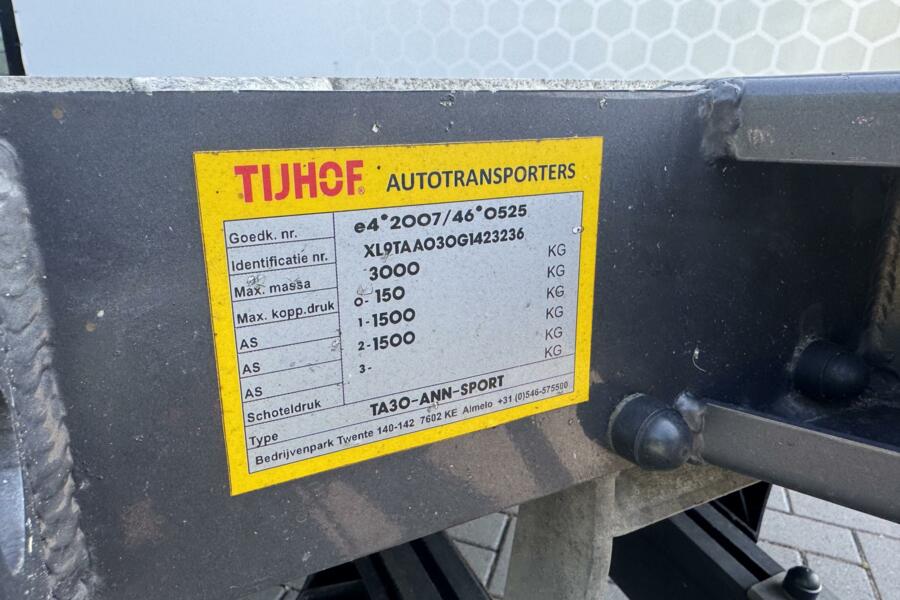 TIJHOF® AUTOTRANSPORTERS
Goedk. nr. e4*2007/46*0525
Identificatie nr. XL9TAA030G1423236
Max. massa 3000 KG
Max. kopp.druk 0- 150 KG
AS 1- 1500 KG
AS 2- 1500 KG
AS 3- KG
Schoteldruk KG
Type TA30-ANN-SPORT
Bedrijvenpark Twente 140-142 7602 KE Almelo +31 (0)546-575500